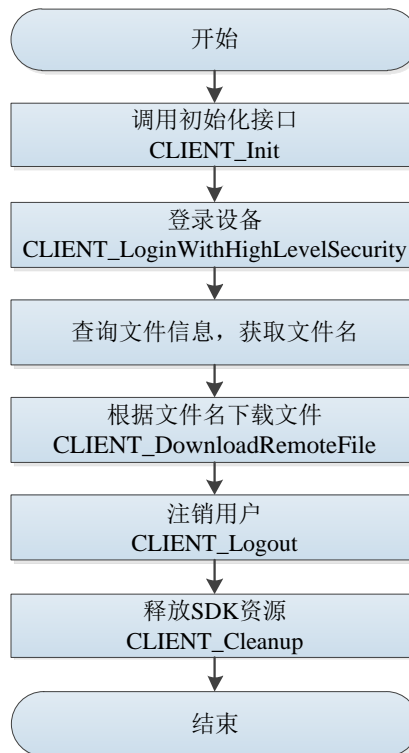 开始
调用初始化接口
CLIENT_Init
登录设备
CLIENT_LoginWithHighLevelSecurity
查询文件信息，获取文件名
根据文件名下载文件
CLIENT_DownloadRemoteFile
注销用户
CLIENT_Logout
释放SDK资源
CLIENT_Cleanup
结束